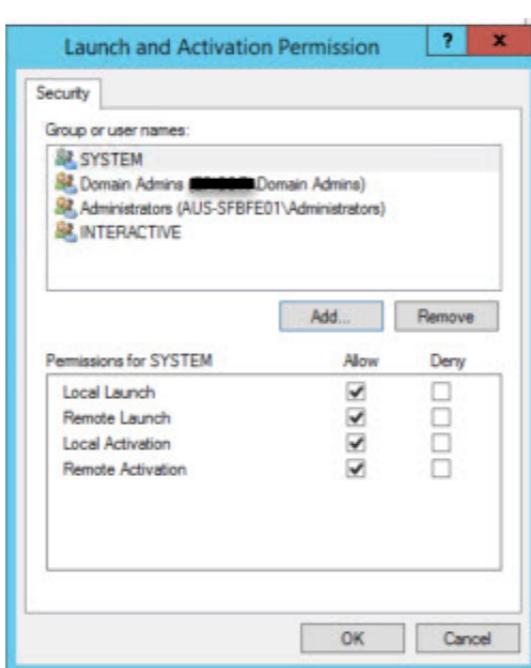 Launch and Activation Permission
? x
Security
Group or user names:
SYSTEM
Domain Admins Domain Admins)
Administrators (AUS-SFBFE01\Administrators)
INTERACTIVE
Add... Remove
Permissions for SYSTEM Allow Deny
Local Launch
Remote Launch
Local Activation
Remote Activation
OK Cancel